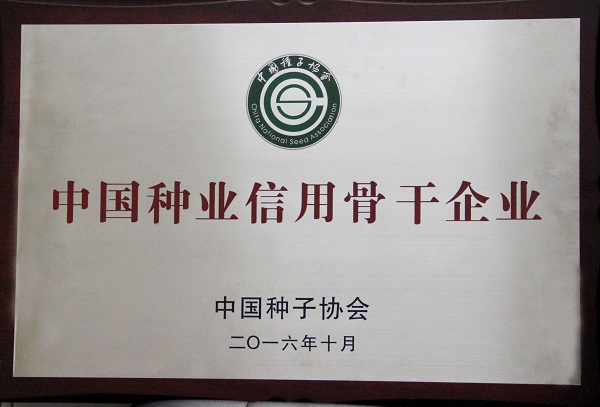 中国种子协会
China National Seed Association
中国种业信用骨干企业
中国种子协会
二〇一六年十月